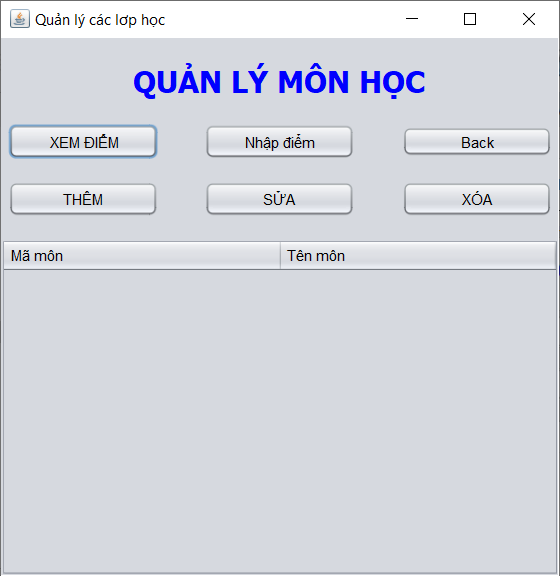 Quản lý các lơp học
QUẢN LÝ MÔN HỌC
XEM ĐIỂM Nhập điểm Back
THÊM SỬA XÓA
Mã môn Tên môn